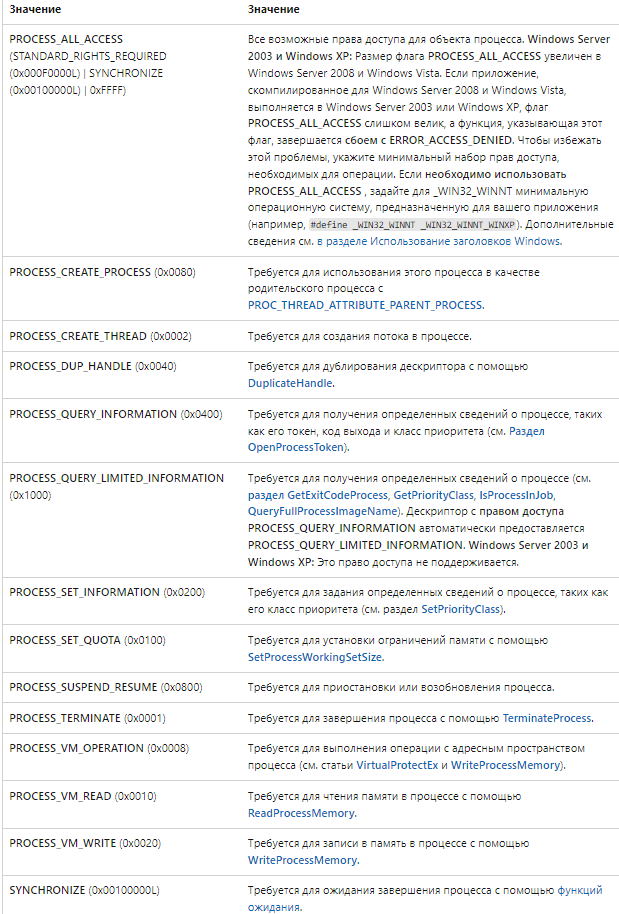 Значение Значение
PROCESS_ALL_ACCESS
(STANDARD_RIGHTS_REQUIRED
(0x000F0000L) | SYNCHRONIZE
(0x00100000L) | 0xFFFF)
Все возможные права доступа для объекта процесса. Windows Server
2003 и Windows XP: Размер флага PROCESS_ALL_ACCESS увеличен в
Windows Server 2008 и Windows Vista. Если приложение,
скомпилированное для Windows Server 2008 и Windows Vista,
выполняется в Windows Server 2003 или Windows XP, флаг
PROCESS_ALL_ACCESS слишком велик, а функция, указывающая этот
флаг, завершается сбоем с ERROR_ACCESS_DENIED. Чтобы избежать
этой проблемы, укажите минимальный набор прав доступа,
необходимых для операции. Если необходимо использовать
PROCESS_ALL_ACCESS , задайте для _WIN32_WINNT минимальную
операционную систему, предназначенную для вашего приложения
(например, #define _WIN32_WINNT _WIN32_WINNT_WINXP ). Дополнительные
сведения см. в разделе Использование заголовков Windows.
PROCESS_CREATE_PROCESS (0x0080)
Требуется для использования этого процесса в качестве
родительского процесса с
PROC_THREAD_ATTRIBUTE_PARENT_PROCESS.
PROCESS_CREATE_THREAD (0x0002)
Требуется для создания потока в процессе.
PROCESS_DUP_HANDLE (0x0040)
Требуется для дублирования дескриптора с помощью
DuplicateHandle.
PROCESS_QUERY_INFORMATION (0x0400)
Требуется для получения определенных сведений о процессе, таких
как его токен, код выхода и класс приоритета (см. Раздел
OpenProcessToken).
PROCESS_QUERY_LIMITED_INFORMATION
(0x1000)
Требуется для получения определенных сведений о процессе (см.
раздел GetExitCodeProcess, GetPriorityClass, IsProcessInJob,
QueryFullProcessImageName). Дескриптор с правом доступа
PROCESS_QUERY_INFORMATION автоматически предоставляется
PROCESS_QUERY_LIMITED_INFORMATION. Windows Server 2003 и
Windows XP: Это право доступа не поддерживается.
PROCESS_SET_INFORMATION (0x0200)
Требуется для задания определенных сведений о процессе, таких как
его класс приоритета (см. раздел SetPriorityClass).
PROCESS_SET_QUOTA (0x0100)
Требуется для установки ограничений памяти с помощью
SetProcessWorkingSetSize.
PROCESS_SUSPEND_RESUME (0x0800)
Требуется для приостановки или возобновления процесса.
PROCESS_TERMINATE (0x0001)
Требуется для завершения процесса с помощью TerminateProcess.
PROCESS_VM_OPERATION (0x0008)
Требуется для выполнения операции с адресным пространством
процесса (см. статьи VirtualProtectEx и WriteProcessMemory).
PROCESS_VM_READ (0x0010)
Требуется для чтения памяти в процессе с помощью
ReadProcessMemory.
PROCESS_VM_WRITE (0x0020)
Требуется для записи в память в процессе с помощью
WriteProcessMemory.
SYNCHRONIZE (0x00100000L)
Требуется для ожидания завершения процесса с помощью функций
ожидания.